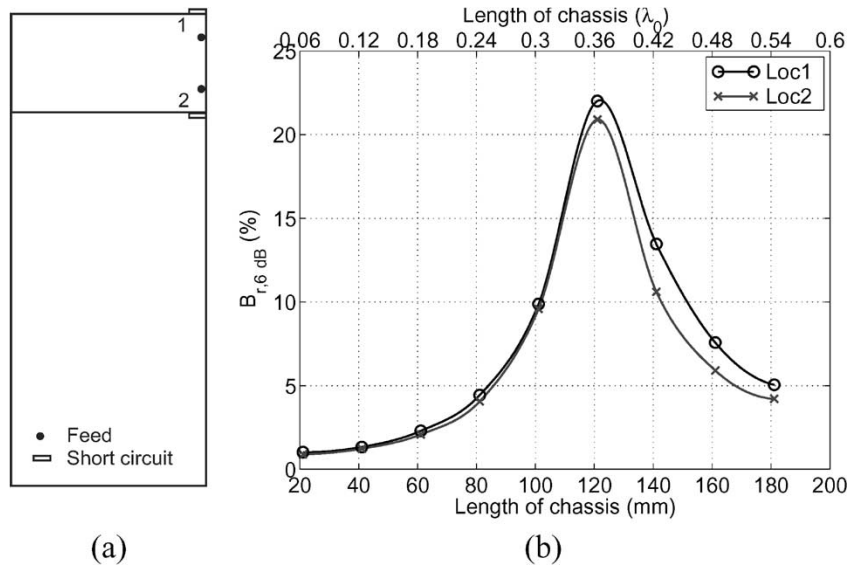 (a)
1
2
Feed
Short circuit
Length of chassis (λ0)
0.06 0.12 0.18 0.24 0.3 0.36 0.42 0.48 0.54 0.6
25
20
15
10
5
0
Br,6 dB (%)
Loc1
Loc2
20 40 60 80 100 120 140 160 180 200
Length of chassis (mm)
(a)
(b)